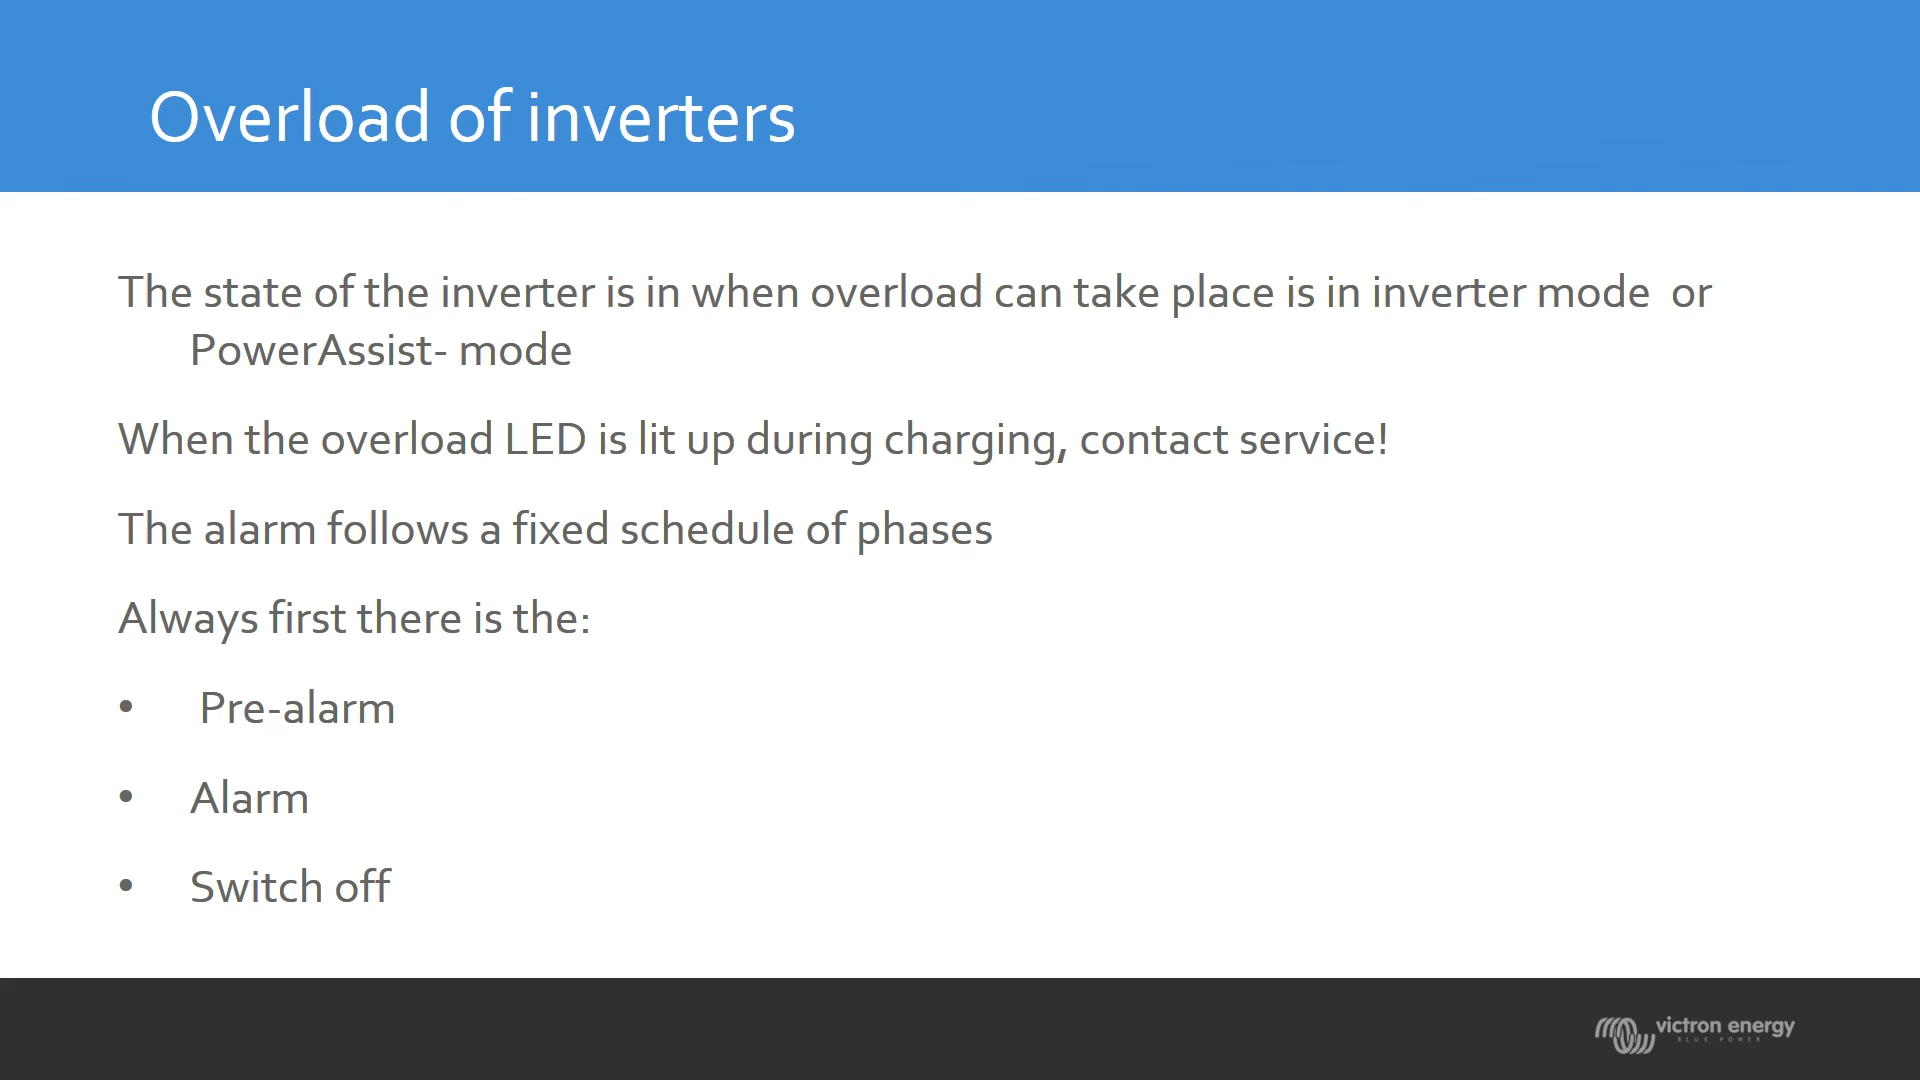 Overload of inverters
The state of the inverter is in when overload can take place is in inverter mode  or
PowerAssist- mode
When the overload LED is lit up during charging, contact service!
The alarm follows a fixed schedule of phases
Always first there is the:
• Pre-alarm
• Alarm
• Switch off
victron energy
BLUE POWER